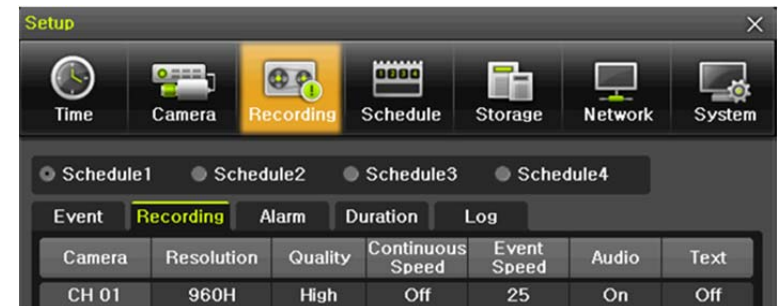 Setup
Time Camera Recording Schedule Storage Network System
Schedule1 Schedule2 Schedule3 Schedule4
Event Recording Alarm Duration Log
Camera Resolution Quality Continuous Speed Event Speed Audio Text
CH 01 960H High Off 25 On Off